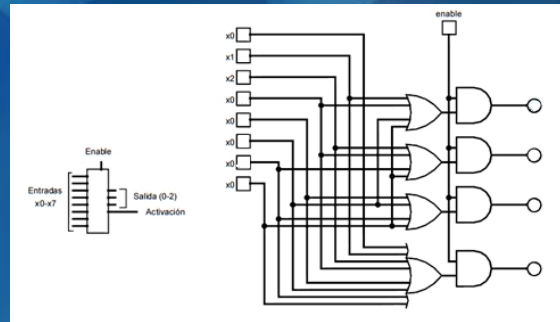 enable
x0
x1
x2
x0
x0
x0
x0
x0
Enable
Entradas
x0-x7
Salida (0-2)
Activación